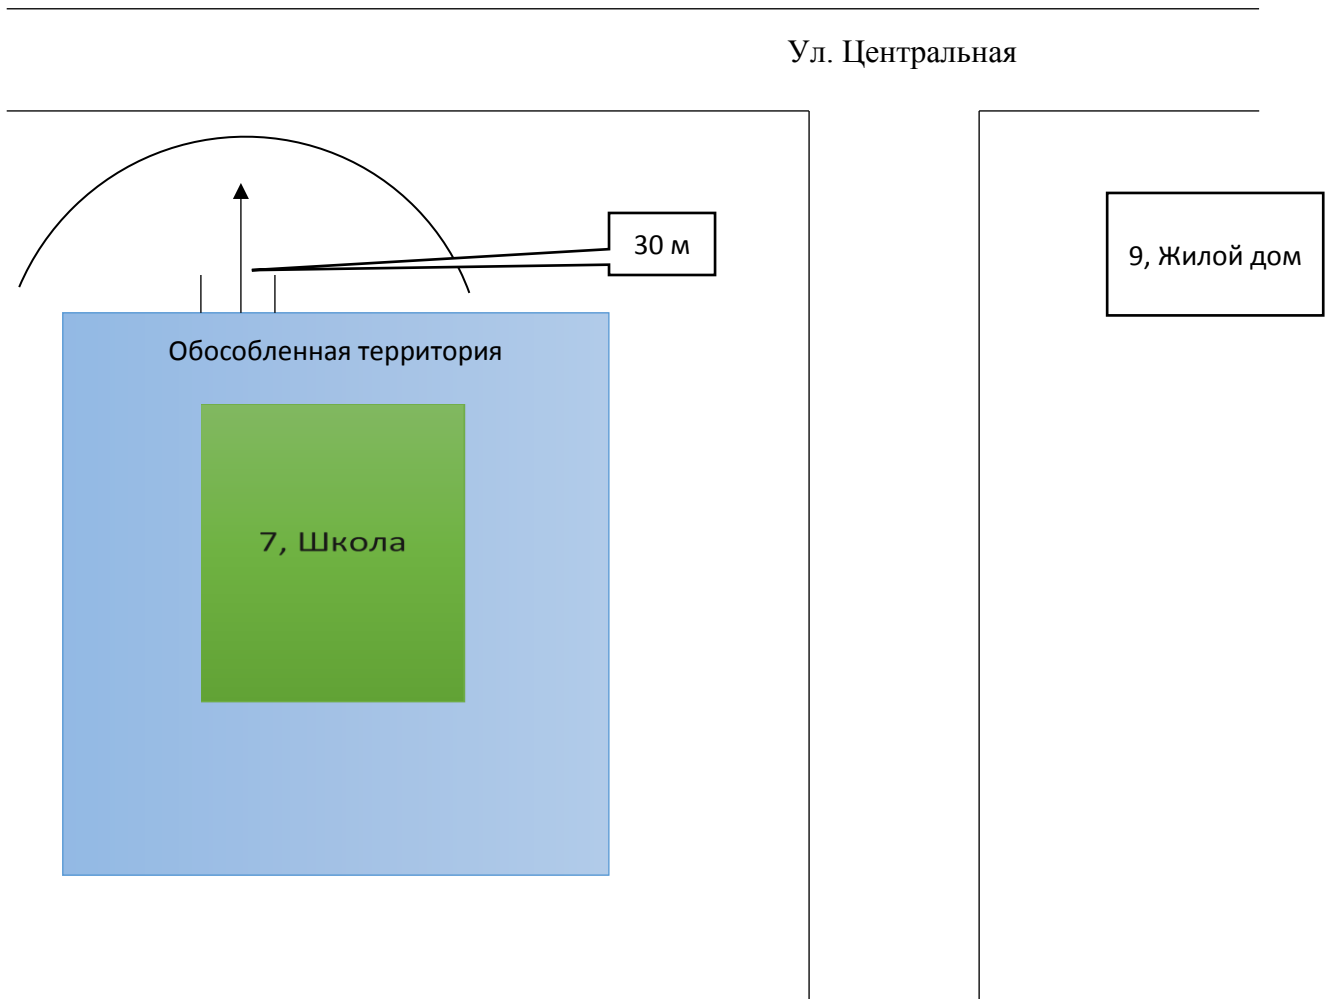 Ул. Центральная
30 м
9, Жилой дом
Обособленная территория
7, Школа